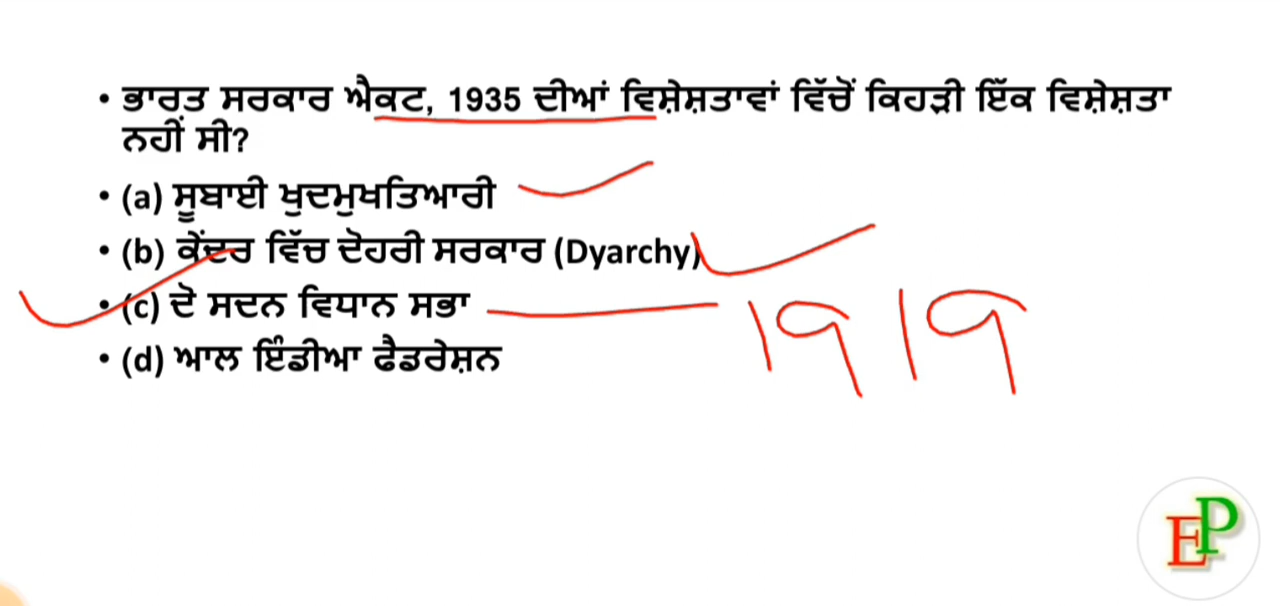 • ਭਾਰਤ ਸਰਕਾਰ ਐਕਟ, 1935 ਦੀਆਂ ਵਿਸ਼ੇਸ਼ਤਾਵਾਂ ਵਿੱਚੋਂ ਕਿਹੜੀ ਇੱਕ ਵਿਸ਼ੇਸ਼ਤਾ
ਨਹੀਂ ਸੀ?
• (a) ਸੂਬਾਈ ਖੁਦਮੁਖਤਿਆਰੀ
• (b) ਕੇਂਦਰ ਵਿੱਚ ਦੋਹਰੀ ਸਰਕਾਰ (Dyarchy)
• (c) ਦੋ ਸਦਨ ਵਿਧਾਨ ਸਭਾ 1919
• (d) ਆਲ ਇੰਡੀਆ ਫੈਡਰੇਸ਼ਨ
EP